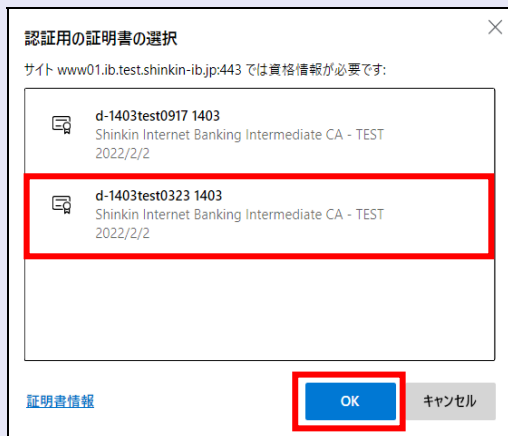 認証用の証明書の選択
サイト www01.ib.test.shinkin-ib.jp:443 では資格情報が必要です:
d-1403test0917 1403
Shinkin Internet Banking Intermediate CA - TEST
2022/2/2
d-1403test0323 1403
Shinkin Internet Banking Intermediate CA - TEST
2022/2/2
証明書情報
OK
キャンセル